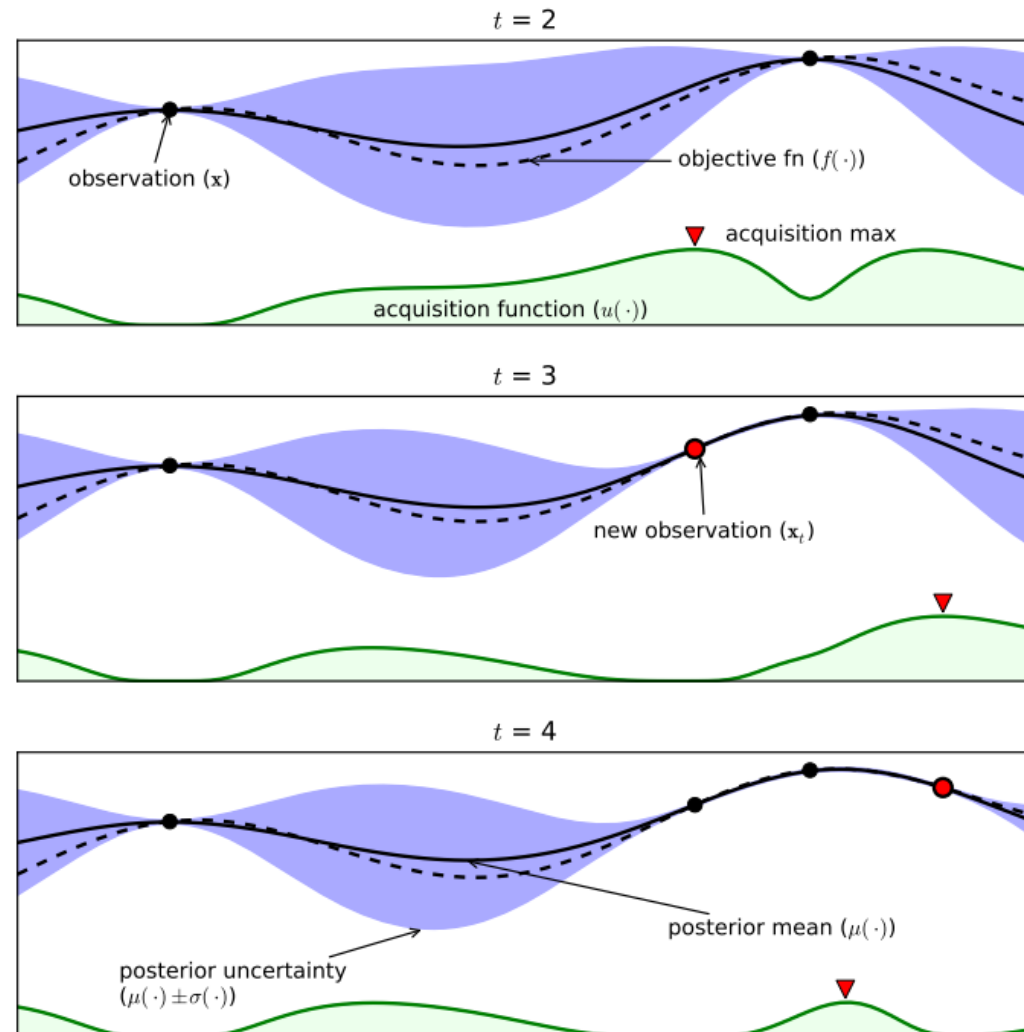 t = 2
observation (x)
objective fn (f(·))
acquisition max
acquisition function (u(·))
t = 3
new observation (xₜ)
t = 4
posterior mean (μ(·))
posterior uncertainty
(μ(·)±σ(·))